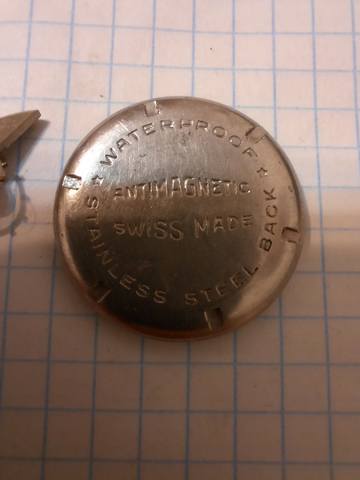 ★ WATERPROOF ★
ANTIMAGNETIC
SWISS MADE
STAINLESS STEEL BACK